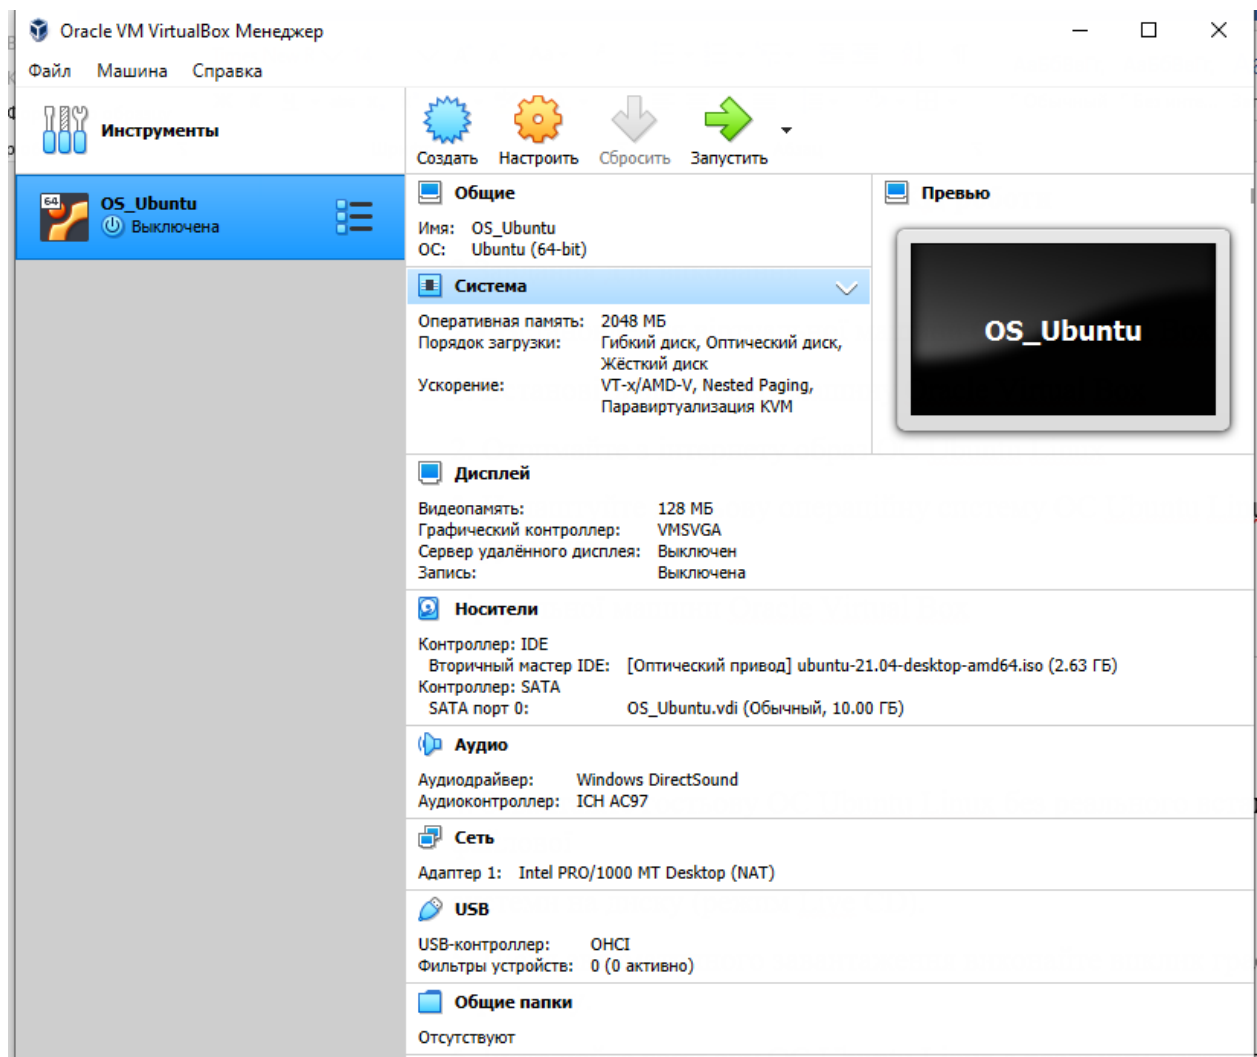 Oracle VM VirtualBox Менеджер
Файл Машина Справка
Инструменты
Создать Настроить Сбросить Запустить
64
OS_Ubuntu
Выключена
Общие
Имя: OS_Ubuntu
ОС: Ubuntu (64-bit)
Превью
OS_Ubuntu
Система
Оперативная память: 2048 МБ
Порядок загрузки: Гибкий диск, Оптический диск,
Жёсткий диск
Ускорение: VT-x/AMD-V, Nested Paging,
Паравиртуализация KVM
Дисплей
Видеопамять: 128 МБ
Графический контроллер: VMSVGA
Сервер удалённого дисплея: Выключен
Запись: Выключена
Носители
Контроллер: IDE
Вторичный мастер IDE: [Оптический привод] ubuntu-21.04-desktop-amd64.iso (2.63 ГБ)
Контроллер: SATA
SATA порт 0: OS_Ubuntu.vdi (Обычный, 10.00 ГБ)
Аудио
Аудиодрайвер: Windows DirectSound
Аудиоконтроллер: ICH AC97
Сеть
Адаптер 1: Intel PRO/1000 MT Desktop (NAT)
USB
USB-контроллер: OHCI
Фильтры устройств: 0 (0 активно)
Общие папки
Отсутствуют